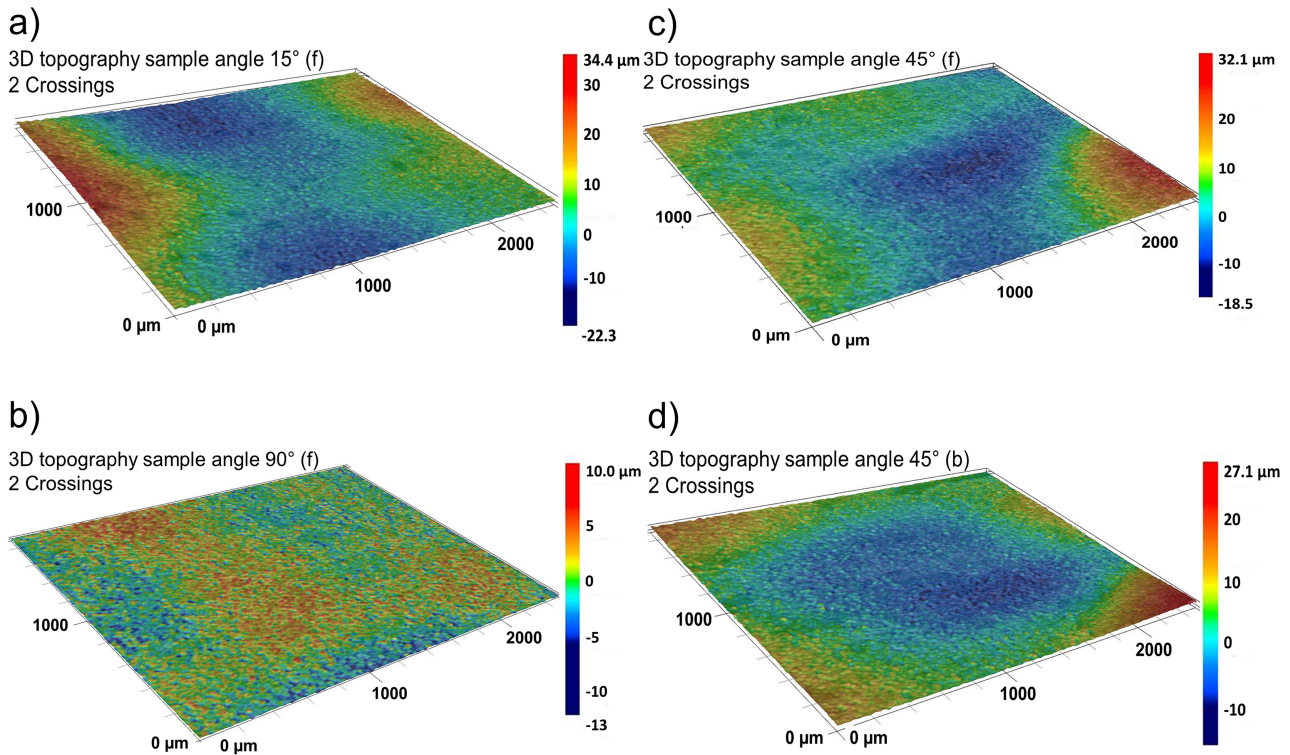 a)
3D topography sample angle 15° (f)
2 Crossings
34.4 µm
30
20
10
0
-10
-22.3
1000
0 µm
0 µm
1000
2000
c)
3D topography sample angle 45° (f)
2 Crossings
32.1 µm
20
10
0
-10
-18.5
1000
0 µm
0 µm
1000
2000
b)
3D topography sample angle 90° (f)
2 Crossings
10.0 µm
5
0
-5
-10
-13
1000
0 µm
0 µm
1000
2000
d)
3D topography sample angle 45° (b)
2 Crossings
27.1 µm
20
10
0
-10
1000
0 µm
0 µm
1000
2000